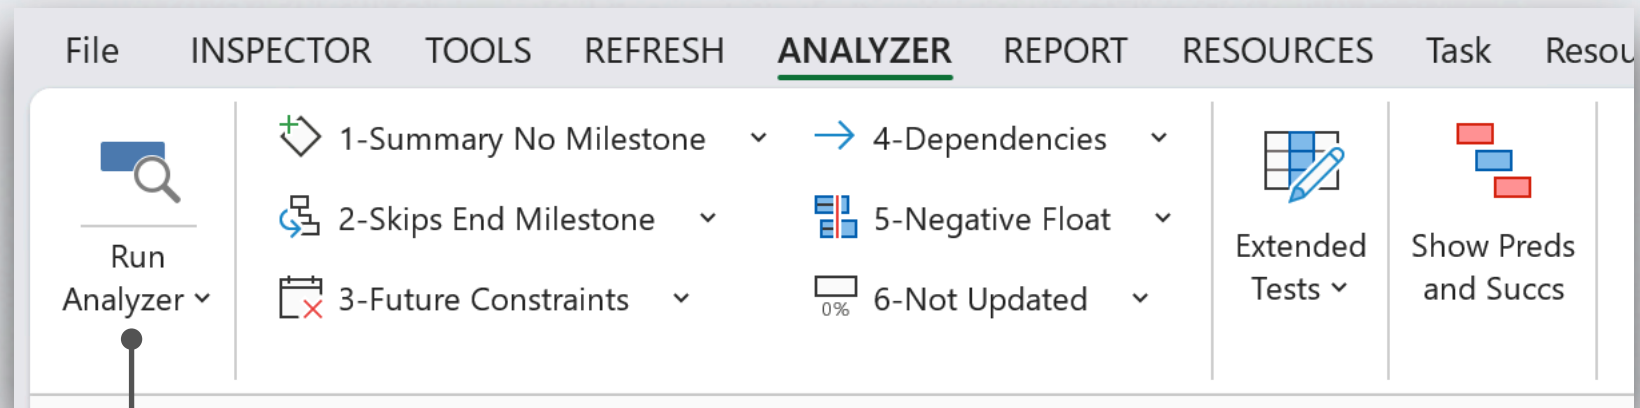 File INSPECTOR TOOLS REFRESH ANALYZER REPORT RESOURCES Task Resou
Run
Analyzer
1-Summary No Milestone
2-Skips End Milestone
3-Future Constraints
4-Dependencies
5-Negative Float
0%
6-Not Updated
Extended
Tests
Show Preds
and Succs